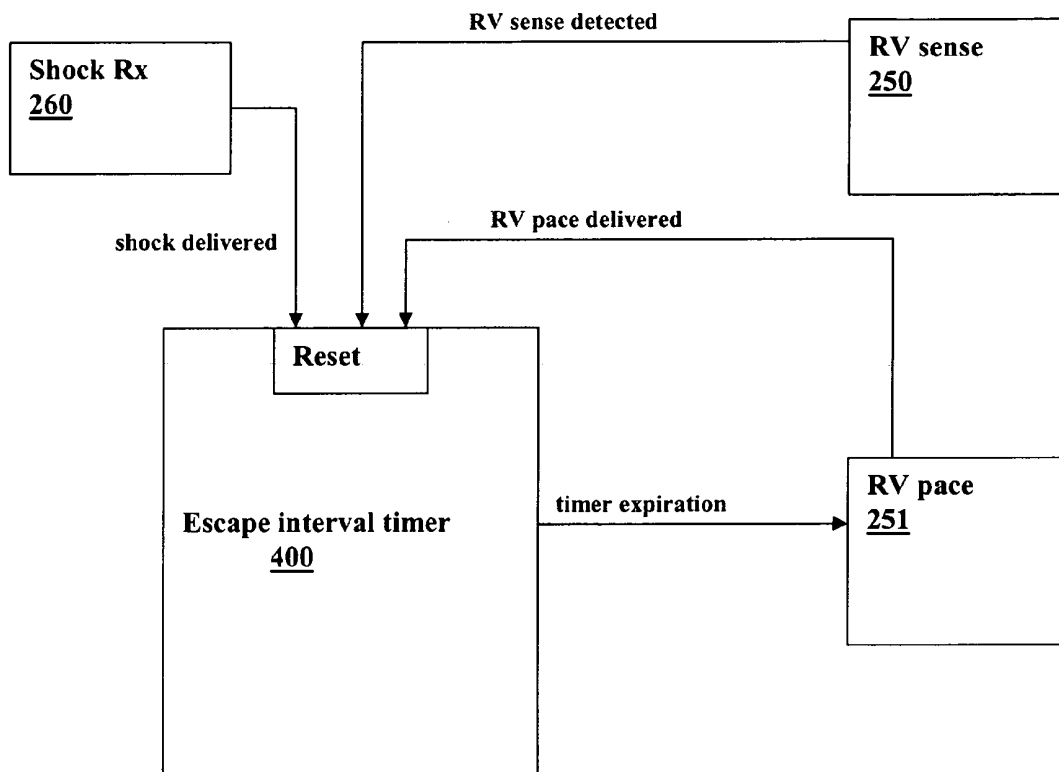 RV sense detected
Shock Rx
260
RV sense
250
RV pace delivered
shock delivered
Reset
Escape interval timer
400
timer expiration
RV pace
251